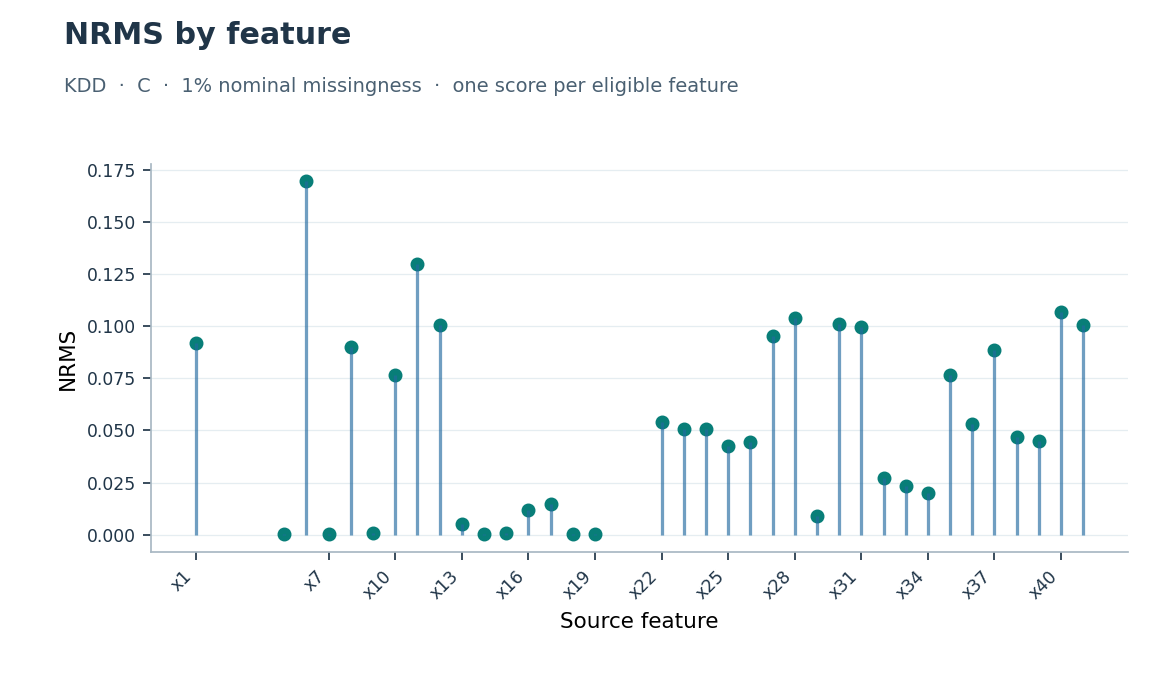 NRMS by feature
KDD · C · 1% nominal missingness · one score per eligible feature
0.175
0.150
0.125
0.100
0.075
0.050
0.025
0.000
NRMS
x1 x7 x10 x13 x16 x19 x22 x25 x28 x31 x34 x37 x40
Source feature